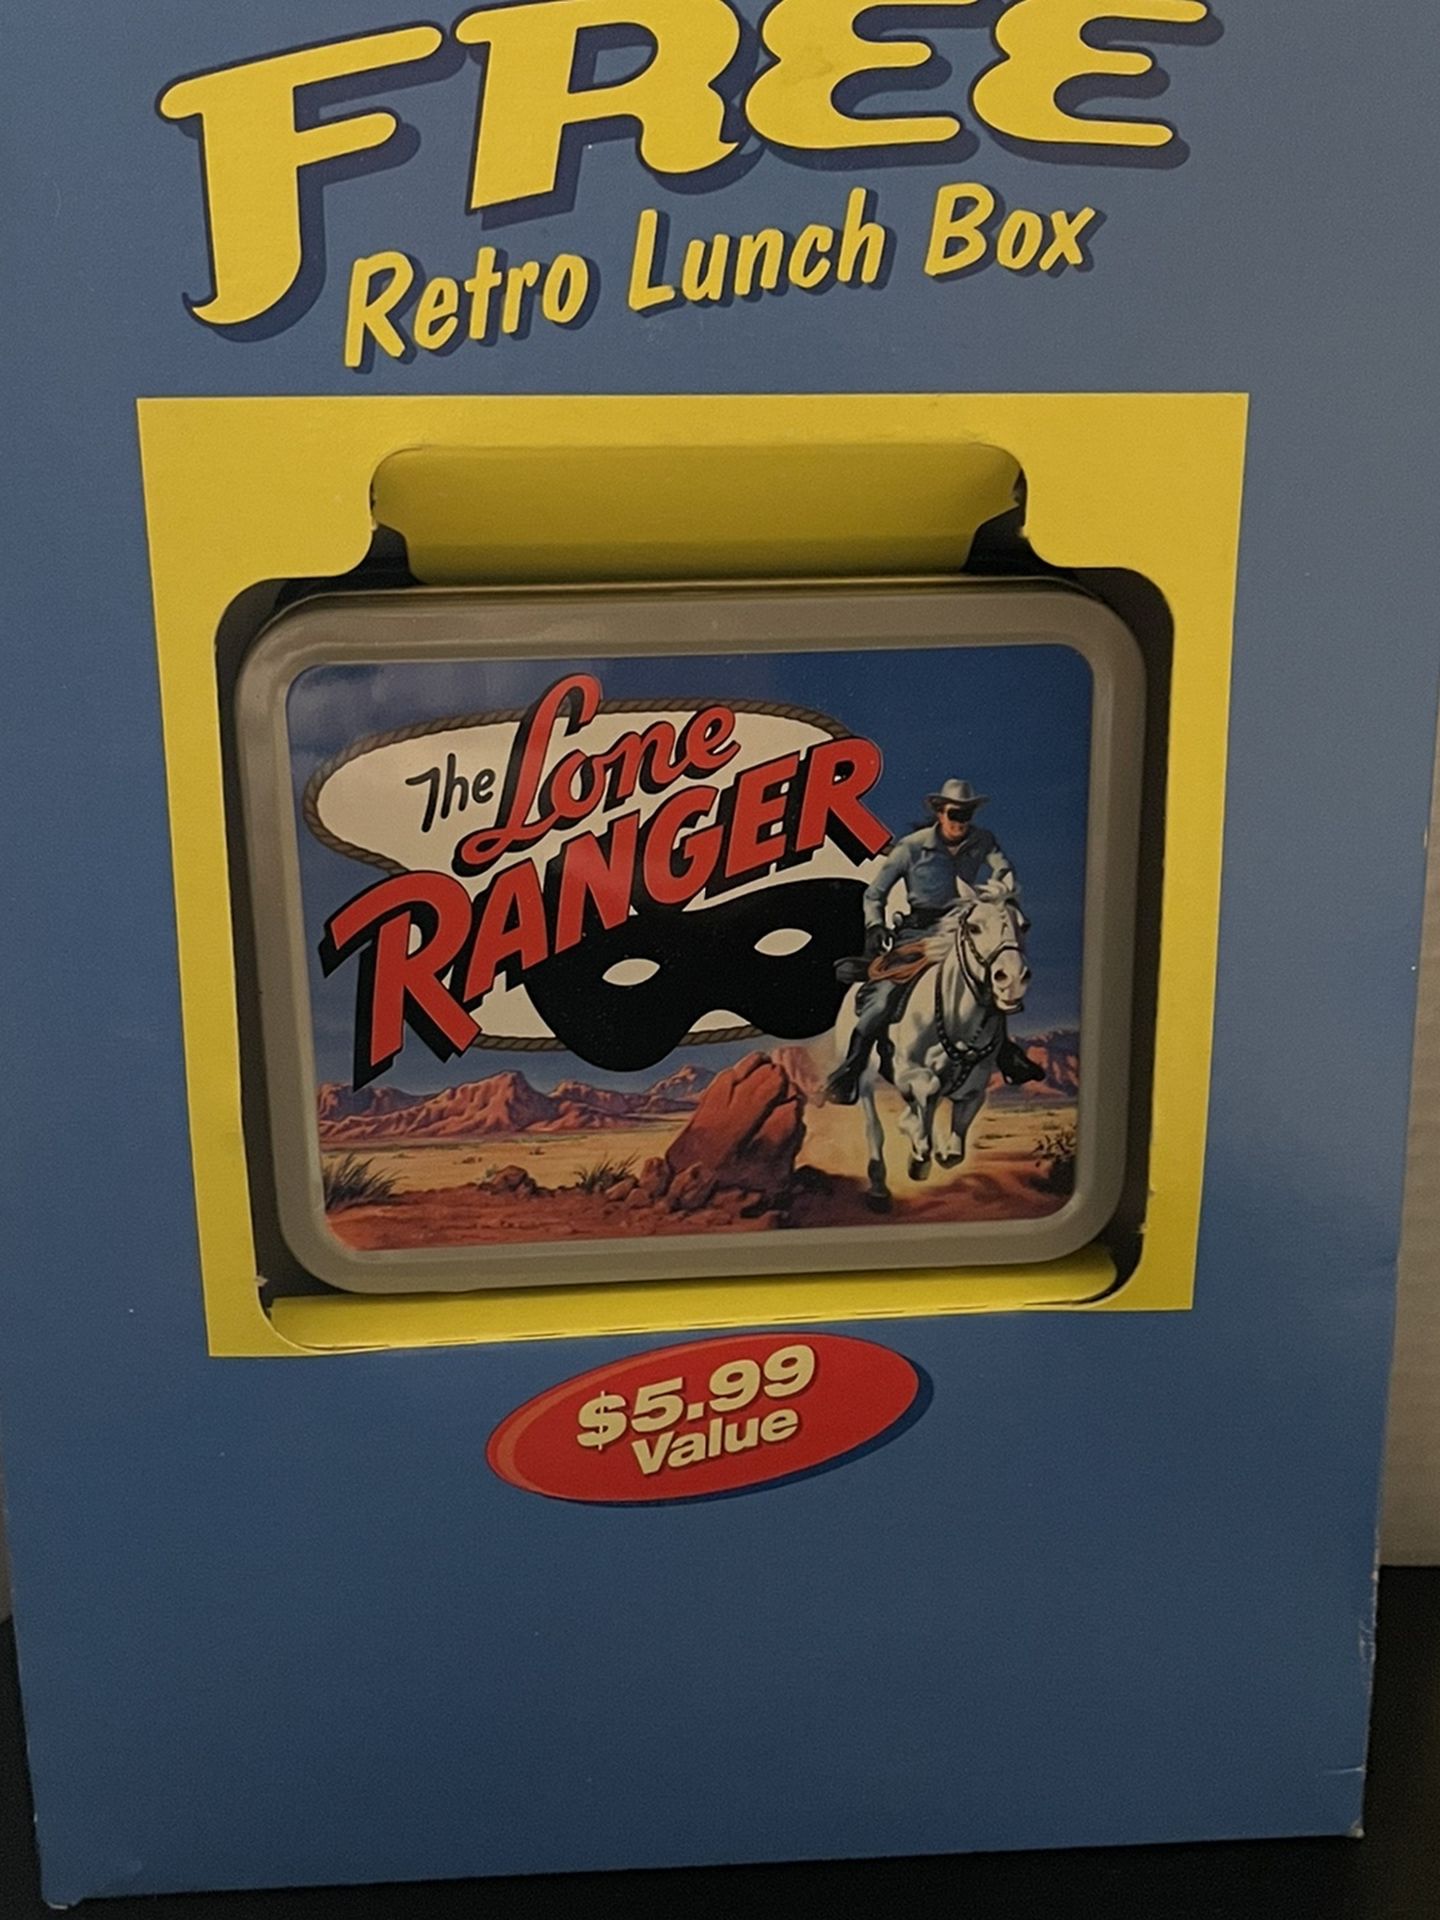 FREE
Retro Lunch Box
The Lone
RANGER
$5.99
Value